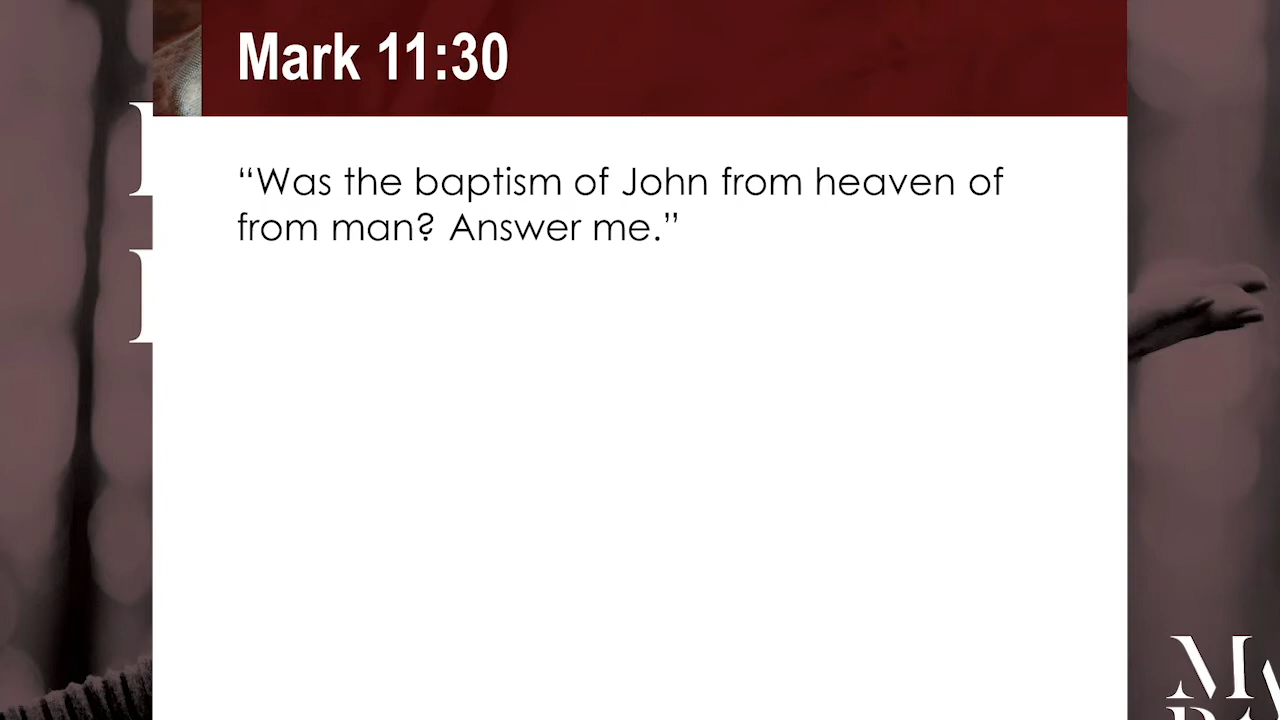 Mark 11:30
“Was the baptism of John from heaven of
from man? Answer me.”